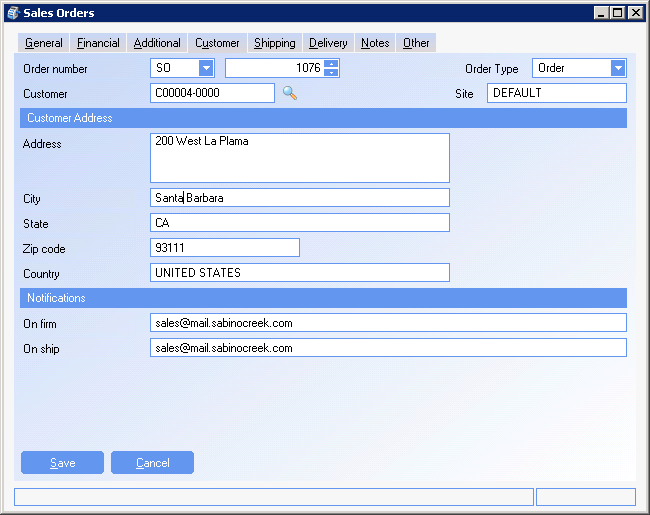 Sales Orders
General Financial Additional Customer Shipping Delivery Notes Other
Order number SO 1076 Order Type Order
Customer C00004-0000 Site DEFAULT
Customer Address
Address 200 West La Plama
City Santa Barbara
State CA
Zip code 93111
Country UNITED STATES
Notifications
On firm sales@mail.sabinocreek.com
On ship sales@mail.sabinocreek.com
Save Cancel